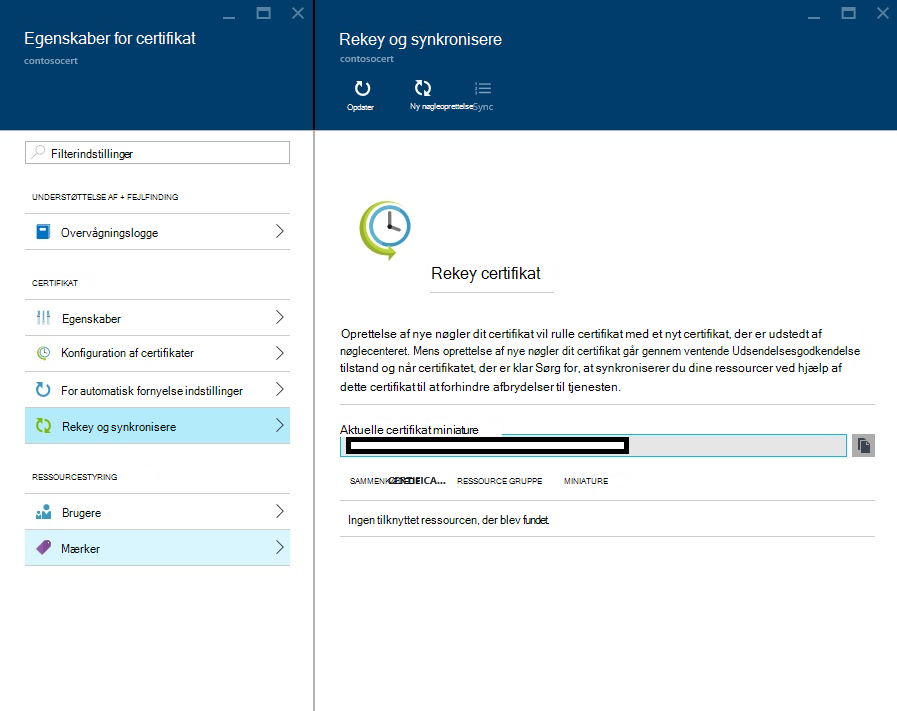 Egenskaber for certifikat
contosocert
Filterindstillinger
UNDERSTØTTELSE AF + FEJLFINDING
Overvågningslogge
CERTIFIKAT
Egenskaber
Konfiguration af certifikater
For automatisk fornyelse indstillinger
Rekey og synkronisere
RESSOURCESTYRING
Brugere
Mærker
Rekey og synkronisere
contosocert
Opdater
Ny nøgleoprettelse
Sync
Rekey certifikat
Oprettelse af nye nøgler dit certifikat vil rulle certifikat med et nyt certifikat, der er udstedt af
nøglecenteret. Mens oprettelse af nye nøgler dit certifikat går gennem ventende Udsendelsesgodkendelse
tilstand og når certifikatet, der er klar Sørg for, at synkroniserer du dine ressourcer ved hjælp af
dette certifikat til at forhindre afbrydelser til tjenesten.
Aktuelle certifikat miniature
CERTIFICA... RESSOURCE GRUPPE MINIATURE
Ingen tilknyttet ressourcen, der blev fundet.